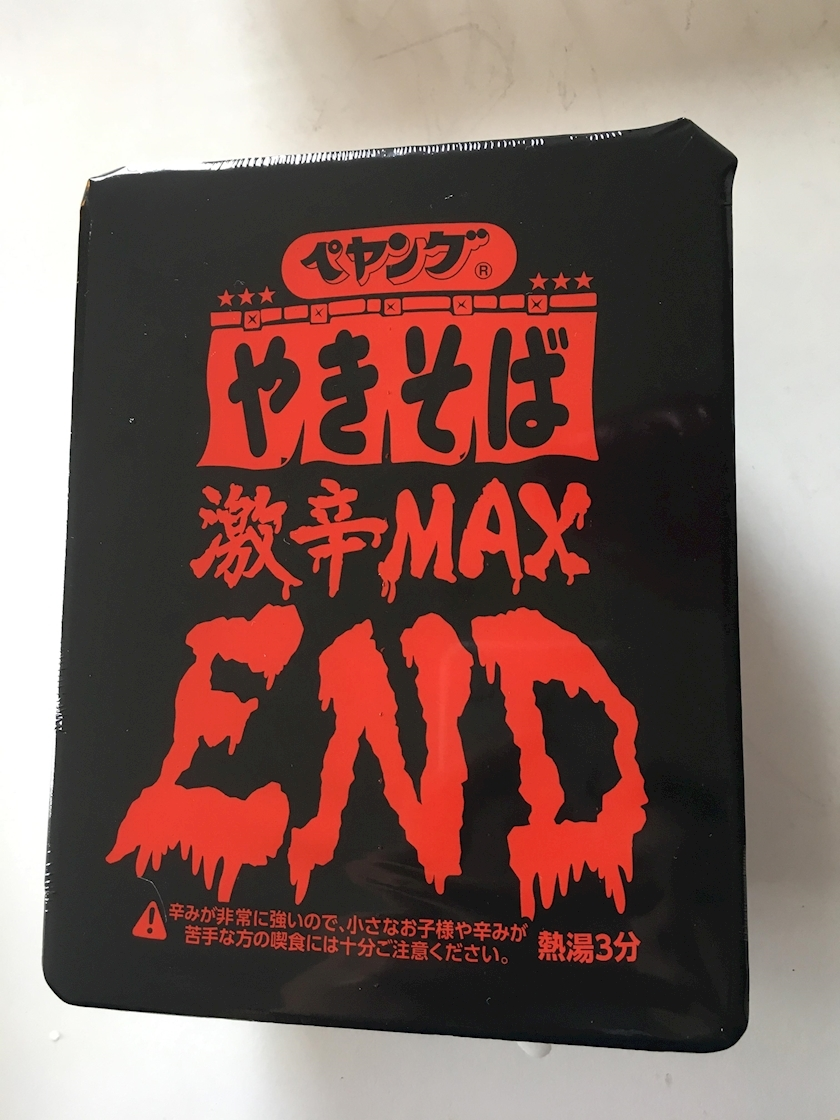 ペヤング®
やきそば
激辛MAX
END
辛みが非常に強いので、小さなお子様や辛みが
苦手な方の喫食には十分ご注意ください。
熱湯3分